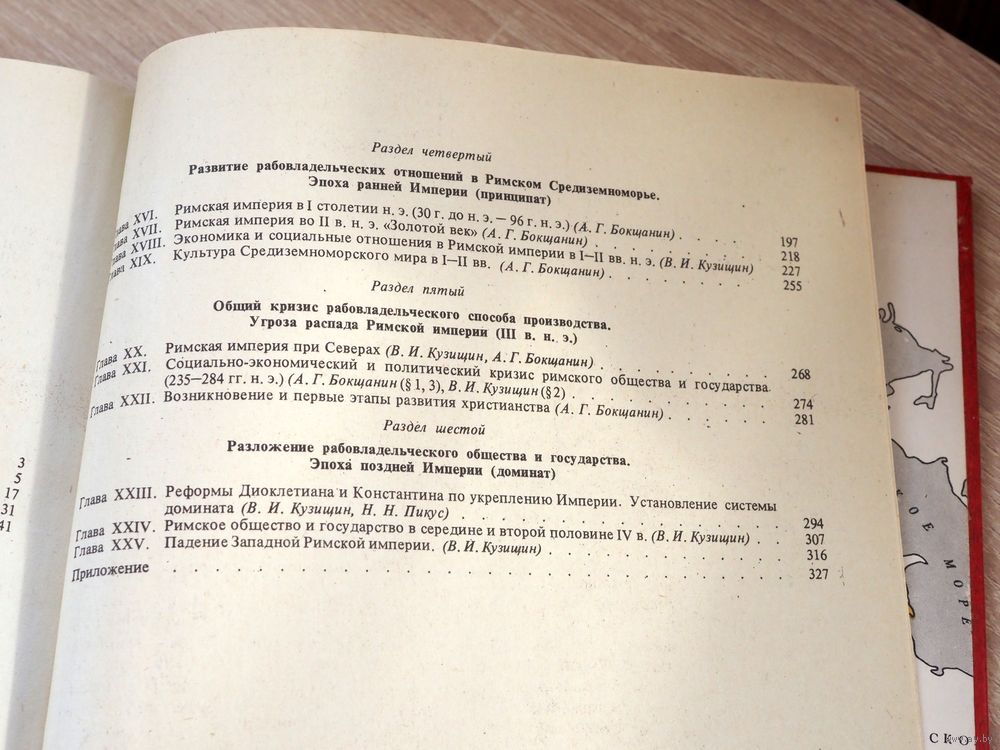 Раздел четвертый
Развитие рабовладельческих отношений в Римском Средиземноморье.
Эпоха ранней Империи (принципат)
Глава XVI. Римская империя в I столетии н. э. (30 г. до н. э. — 96 г. н. э.) (А. Г. Бокщанин) . . . . 197
Глава XVII. Римская империя во II в. н. э. «Золотой век» (А. Г. Бокщанин) . . . . . . . . 218
Глава XVIII. Экономика и социальные отношения в Римской империи в I—II вв. н. э. (В. И. Кузищин) 227
Глава XIX. Культура Средиземноморского мира в I—II вв. (А. Г. Бокщанин) . . . . . . . . 255
Раздел пятый
Общий кризис рабовладельческого способа производства.
Угроза распада Римской империи (III в. н. э.)
Глава XX. Римская империя при Северах (В. И. Кузищин, А. Г. Бокщанин) . . . . . . . . . 268
Глава XXI. Социально-экономический и политический кризис римского общества и государства
(235—284 гг. н. э.) (А. Г. Бокщанин (§ 1, 3), В. И. Кузищин (§ 2) . . . . . . . . . . 274
Глава XXII. Возникновение и первые этапы развития христианства (А. Г. Бокщанин) . . . . . 281
Раздел шестой
Разложение рабовладельческого общества и государства.
Эпоха поздней Империи (доминат)
Глава XXIII. Реформы Диоклетиана и Константина по укреплению Империи. Установление системы
домината (В. И. Кузищин, Н. Н. Пикус) . . . . . . . . . . . . . . 294
Глава XXIV. Римское общество и государство в середине и второй половине IV в. (В. И. Кузищин) . . 307
Глава XXV. Падение Западной Римской империи. (В. И. Кузищин) . . . . . . . . . . . 316
Приложение . . . . . . . . . . . . . . . . . . . . . . . 327
3
5
17
31
41
ОЕ
МОРЕ
СКО